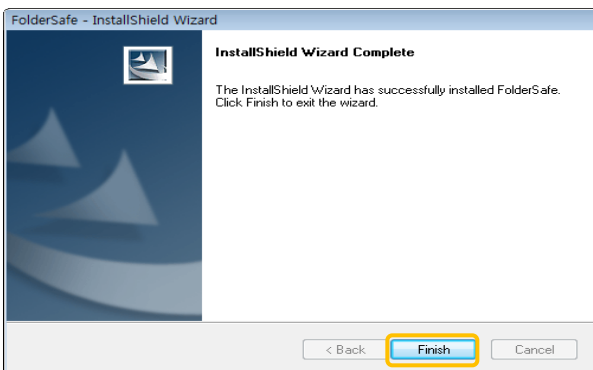 FolderSafe - InstallShield Wizard
InstallShield Wizard Complete
The InstallShield Wizard has successfully installed FolderSafe.
Click Finish to exit the wizard.
< Back
Finish
Cancel